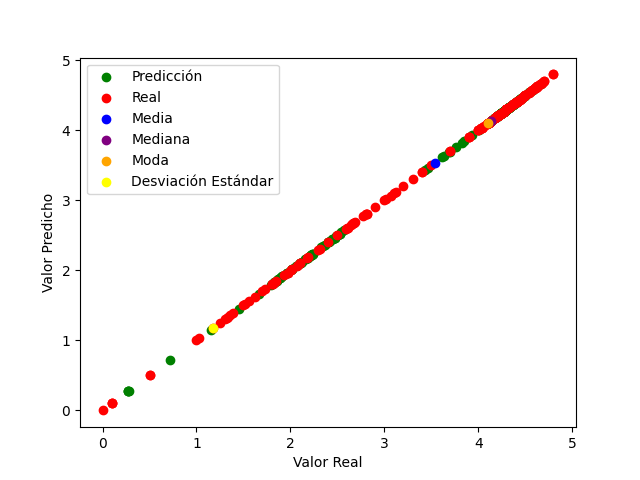 5
4
3
2
1
0
Valor Predicho
Predicción
Real
Media
Mediana
Moda
Desviación Estándar
0 1 2 3 4 5
Valor Real